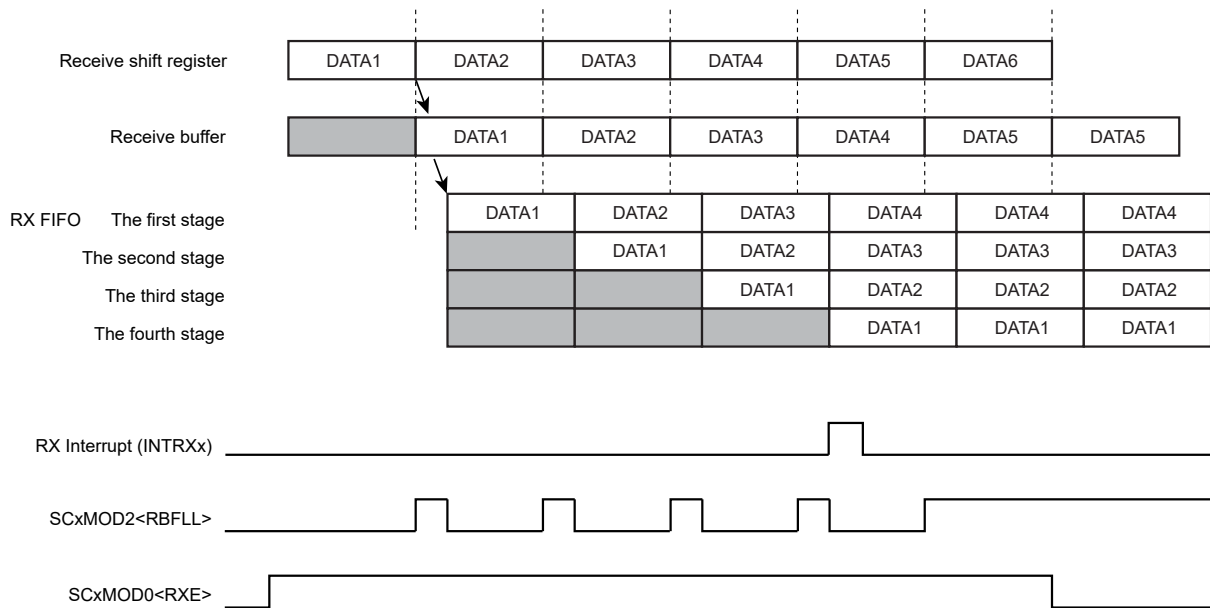 Receive shift register DATA1 DATA2 DATA3 DATA4 DATA5 DATA6
Receive buffer DATA1 DATA2 DATA3 DATA4 DATA5 DATA5
RX FIFO The first stage DATA1 DATA2 DATA3 DATA4 DATA4 DATA4
The second stage DATA1 DATA2 DATA3 DATA3 DATA3
The third stage DATA1 DATA2 DATA2 DATA2
The fourth stage DATA1 DATA1 DATA1
RX Interrupt (INTRXx)
SCxMOD2<RBFLL>
SCxMOD0<RXE>